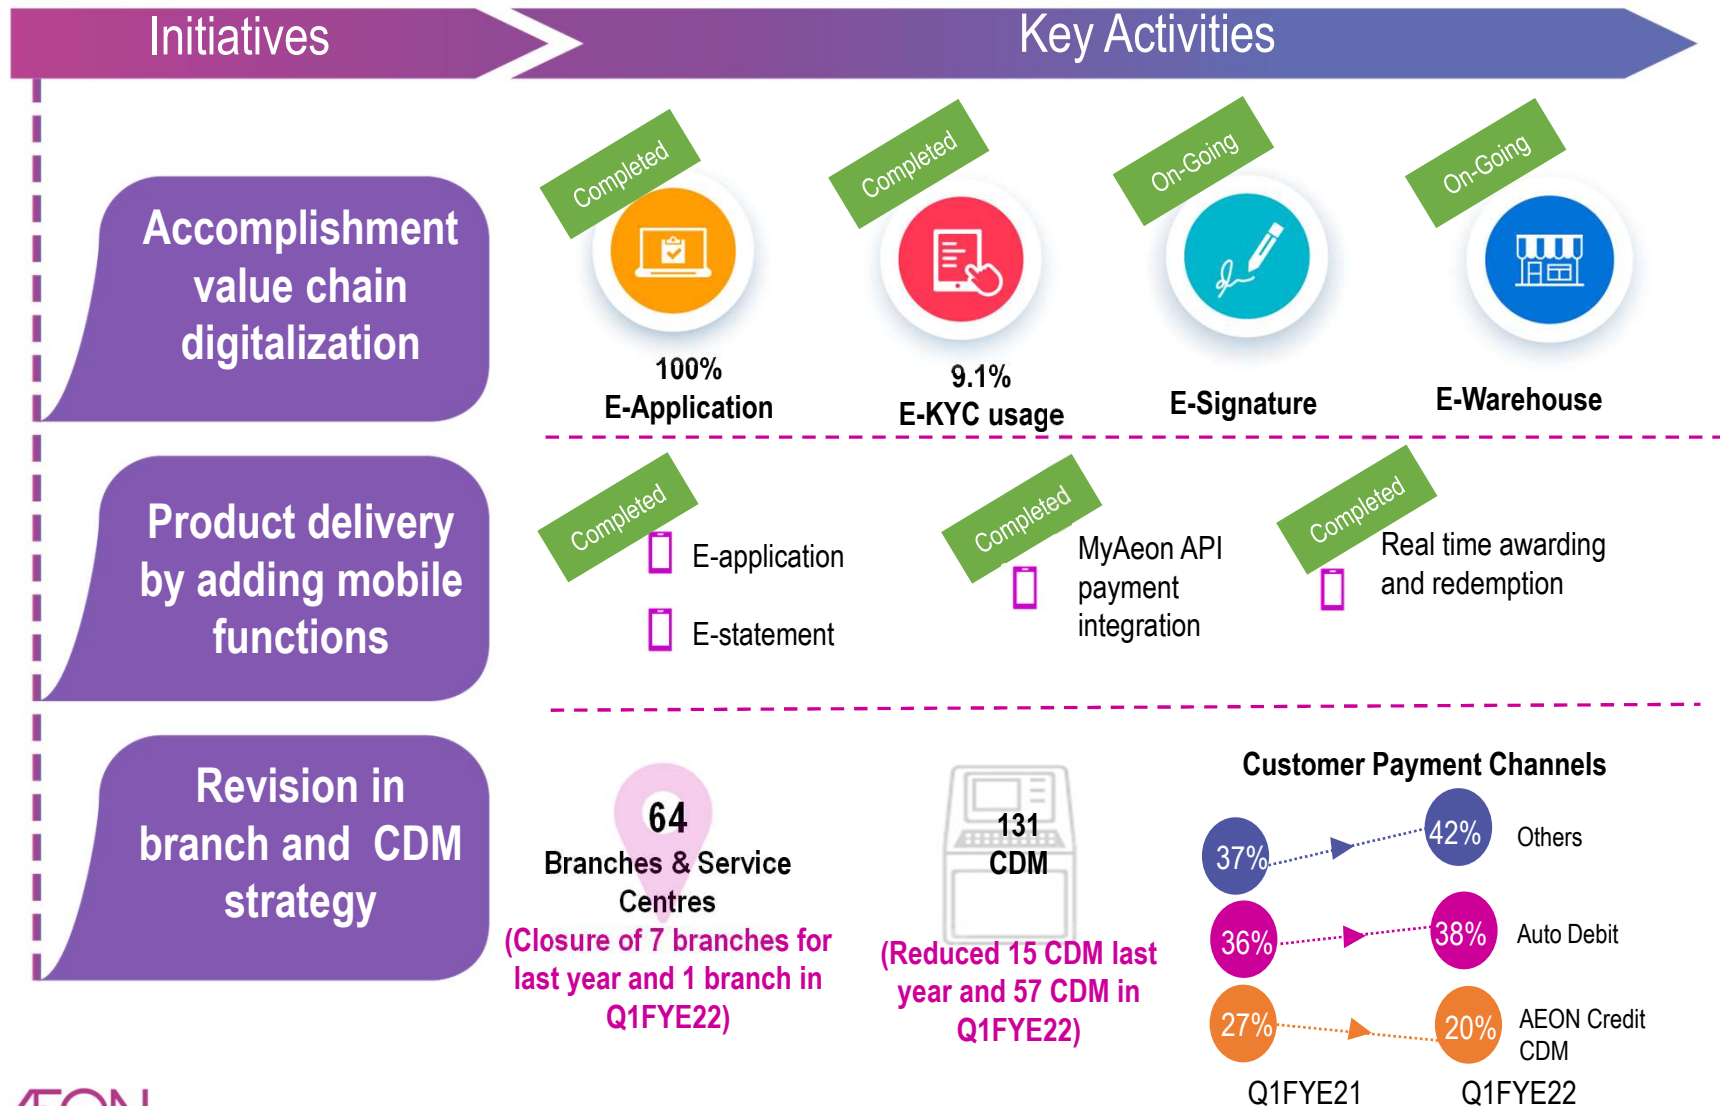 Initiatives
Key Activities
Accomplishment
value chain
digitalization
Completed
Completed
On-Going
On-Going
100%
E-Application
9.1%
E-KYC usage
E-Signature
E-Warehouse
Product delivery
by adding mobile
functions
Completed
E-application
E-statement
Completed
MyAeon API
payment
integration
Completed
Real time awarding
and redemption
Revision in
branch and CDM
strategy
64
Branches & Service
Centres
(Closure of 7 branches for
last year and 1 branch in
Q1FYE22)
131
CDM
(Reduced 15 CDM last
year and 57 CDM in
Q1FYE22)
Customer Payment Channels
37%
42%
Others
36%
38%
Auto Debit
27%
20%
AEON Credit
CDM
Q1FYE21
Q1FYE22
ÆON